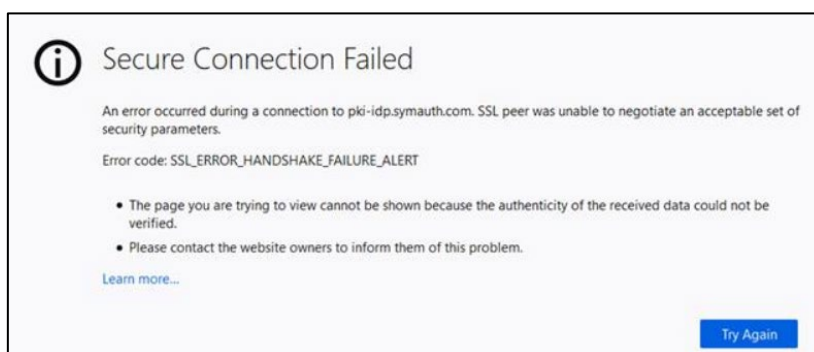 Secure Connection Failed
An error occurred during a connection to pki-idp.symauth.com. SSL peer was unable to negotiate an acceptable set of
security parameters.
Error code: SSL_ERROR_HANDSHAKE_FAILURE_ALERT
• The page you are trying to view cannot be shown because the authenticity of the received data could not be
verified.
• Please contact the website owners to inform them of this problem.
Learn more...
Try Again